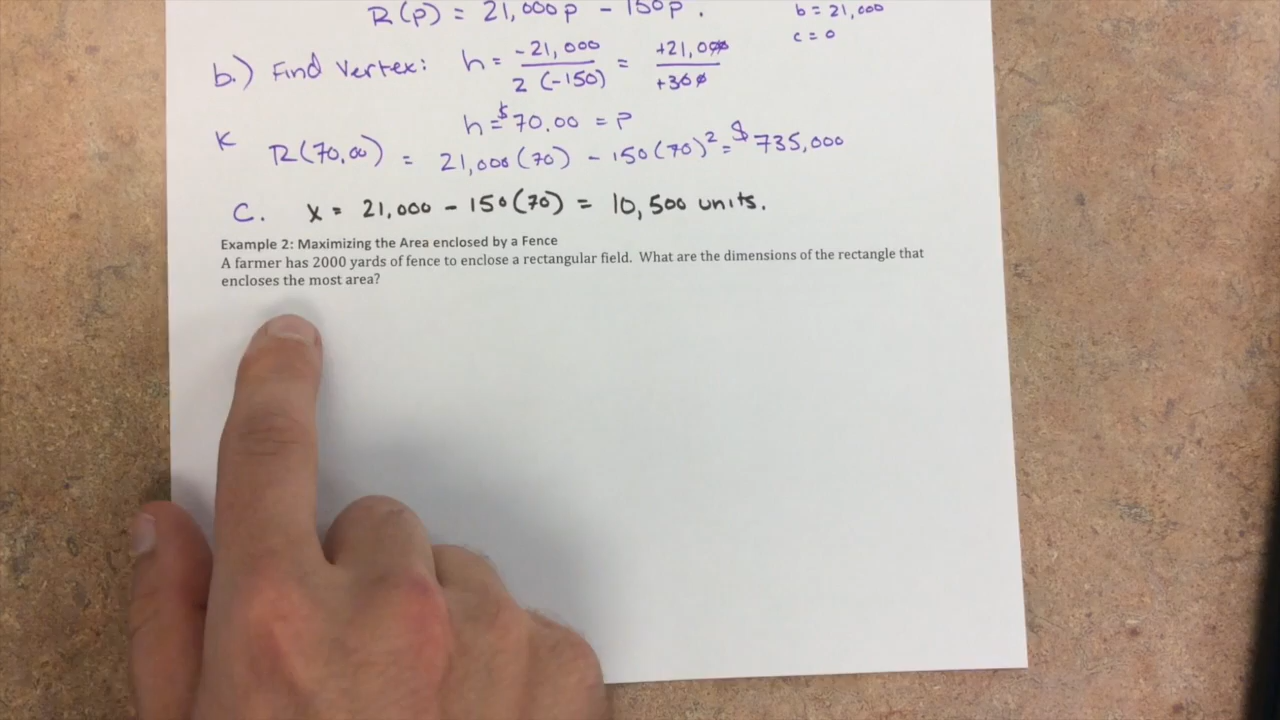 R(p) = 21,000p - 150p .
b = 21,000
c = 0
b.) Find Vertex: h = -21,000 / 2 (-150) = +21,000 / +300
h = $70.00 = P
K R(70.00) = 21,000(70) - 150(70)² = $735,000
C. x = 21,000 - 150(70) = 10,500 units.
Example 2: Maximizing the Area enclosed by a Fence
A farmer has 2000 yards of fence to enclose a rectangular field. What are the dimensions of the rectangle that
encloses the most area?